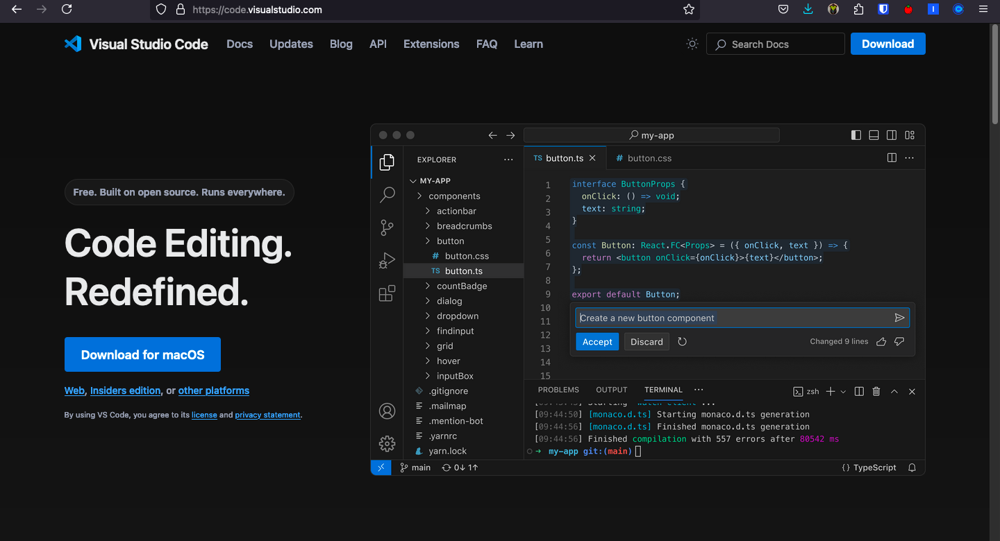 https://code.visualstudio.com
Visual Studio Code Docs Updates Blog API Extensions FAQ Learn Search Docs Download
Free. Built on open source. Runs everywhere.
Code Editing.
Redefined.
Download for macOS
Web, Insiders edition, or other platforms
By using VS Code, you agree to its license and privacy statement.
my-app
EXPLORER
MY-APP
components
actionbar
breadcrumbs
button
# button.css
TS button.ts
countBadge
dialog
dropdown
findinput
grid
hover
inputBox
.gitignore
.mailmap
.mention-bot
.yarnrc
yarn.lock
TS button.ts # button.css
1 interface ButtonProps {
2 onClick: () => void;
3 text: string;
4 }
5
6 const Button: React.FC<Props> = ({ onClick, text }) => {
7 return <button onClick={onClick}>{text}</button>;
8 };
9
10 export default Button;
11
12
13
14
15
Create a new button component
Accept Discard Changed 9 lines
PROBLEMS OUTPUT TERMINAL ··· zsh
[09:44:50] [monaco.d.ts] Starting monaco.d.ts generation
[09:44:56] [monaco.d.ts] Finished monaco.d.ts generation
[09:44:56] Finished compilation with 557 errors after 80542 ms
my-app git:(main)
main 0↓ 1↑ {} TypeScript